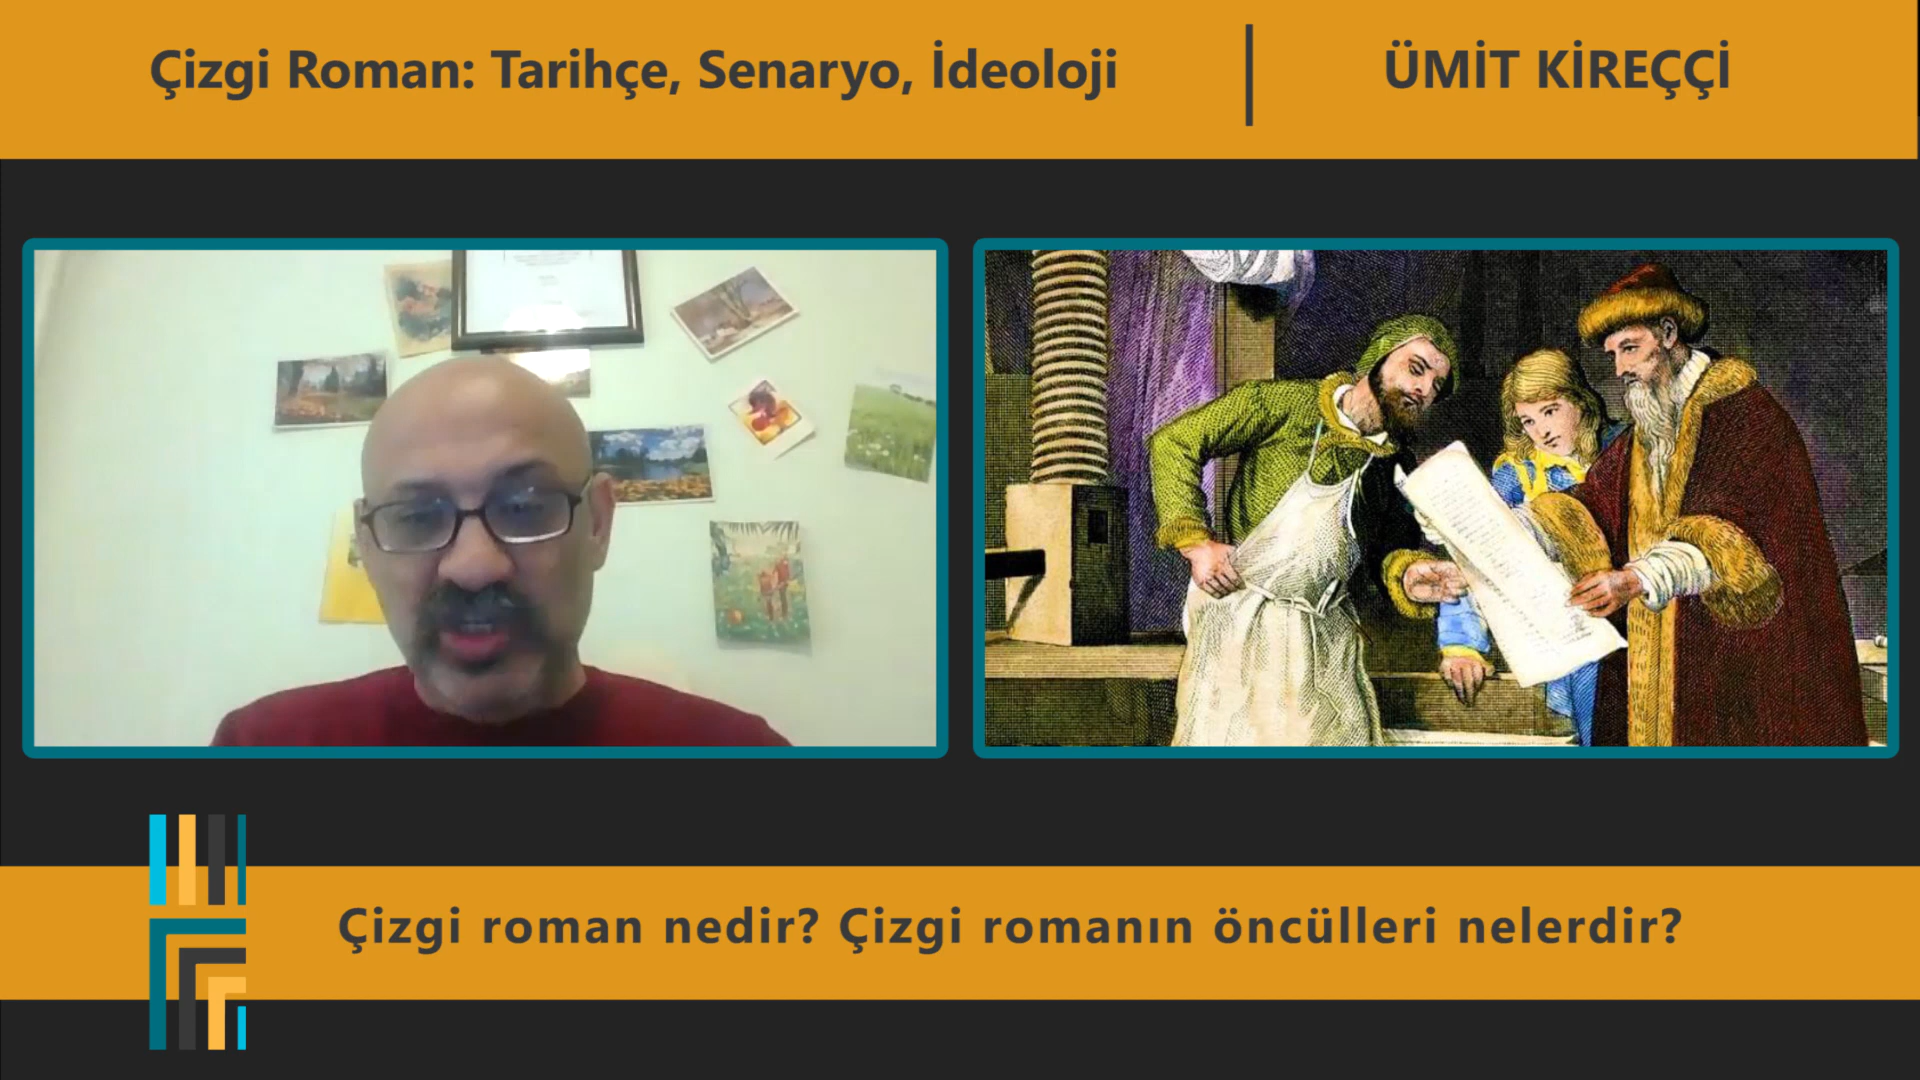 Çizgi Roman: Tarihçe, Senaryo, İdeoloji
ÜMİT KİREÇÇİ
Çizgi roman nedir? Çizgi romanın öncülleri nelerdir?